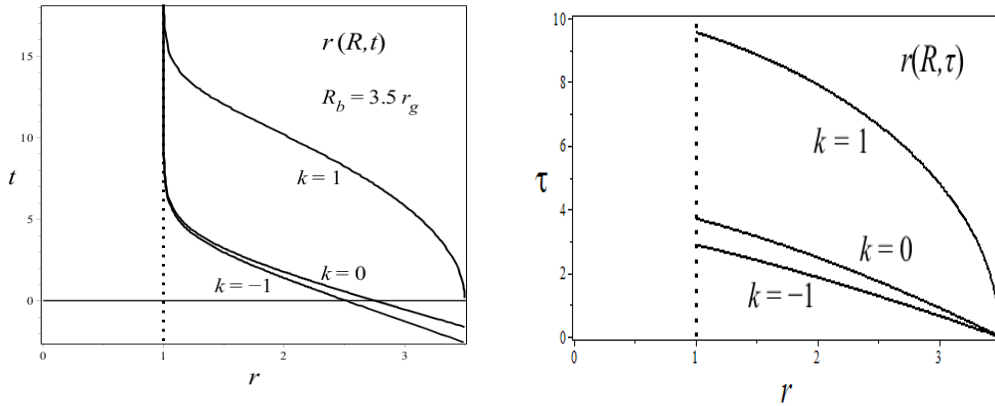 r (R,t)
R_b = 3.5 r_g
k = 1
k = 0
k = −1
t
15
10
5
0
0 1 2 3
r
r(R,τ)
k = 1
k = 0
k = −1
τ
10
8
6
4
2
0
0 1 2 3
r